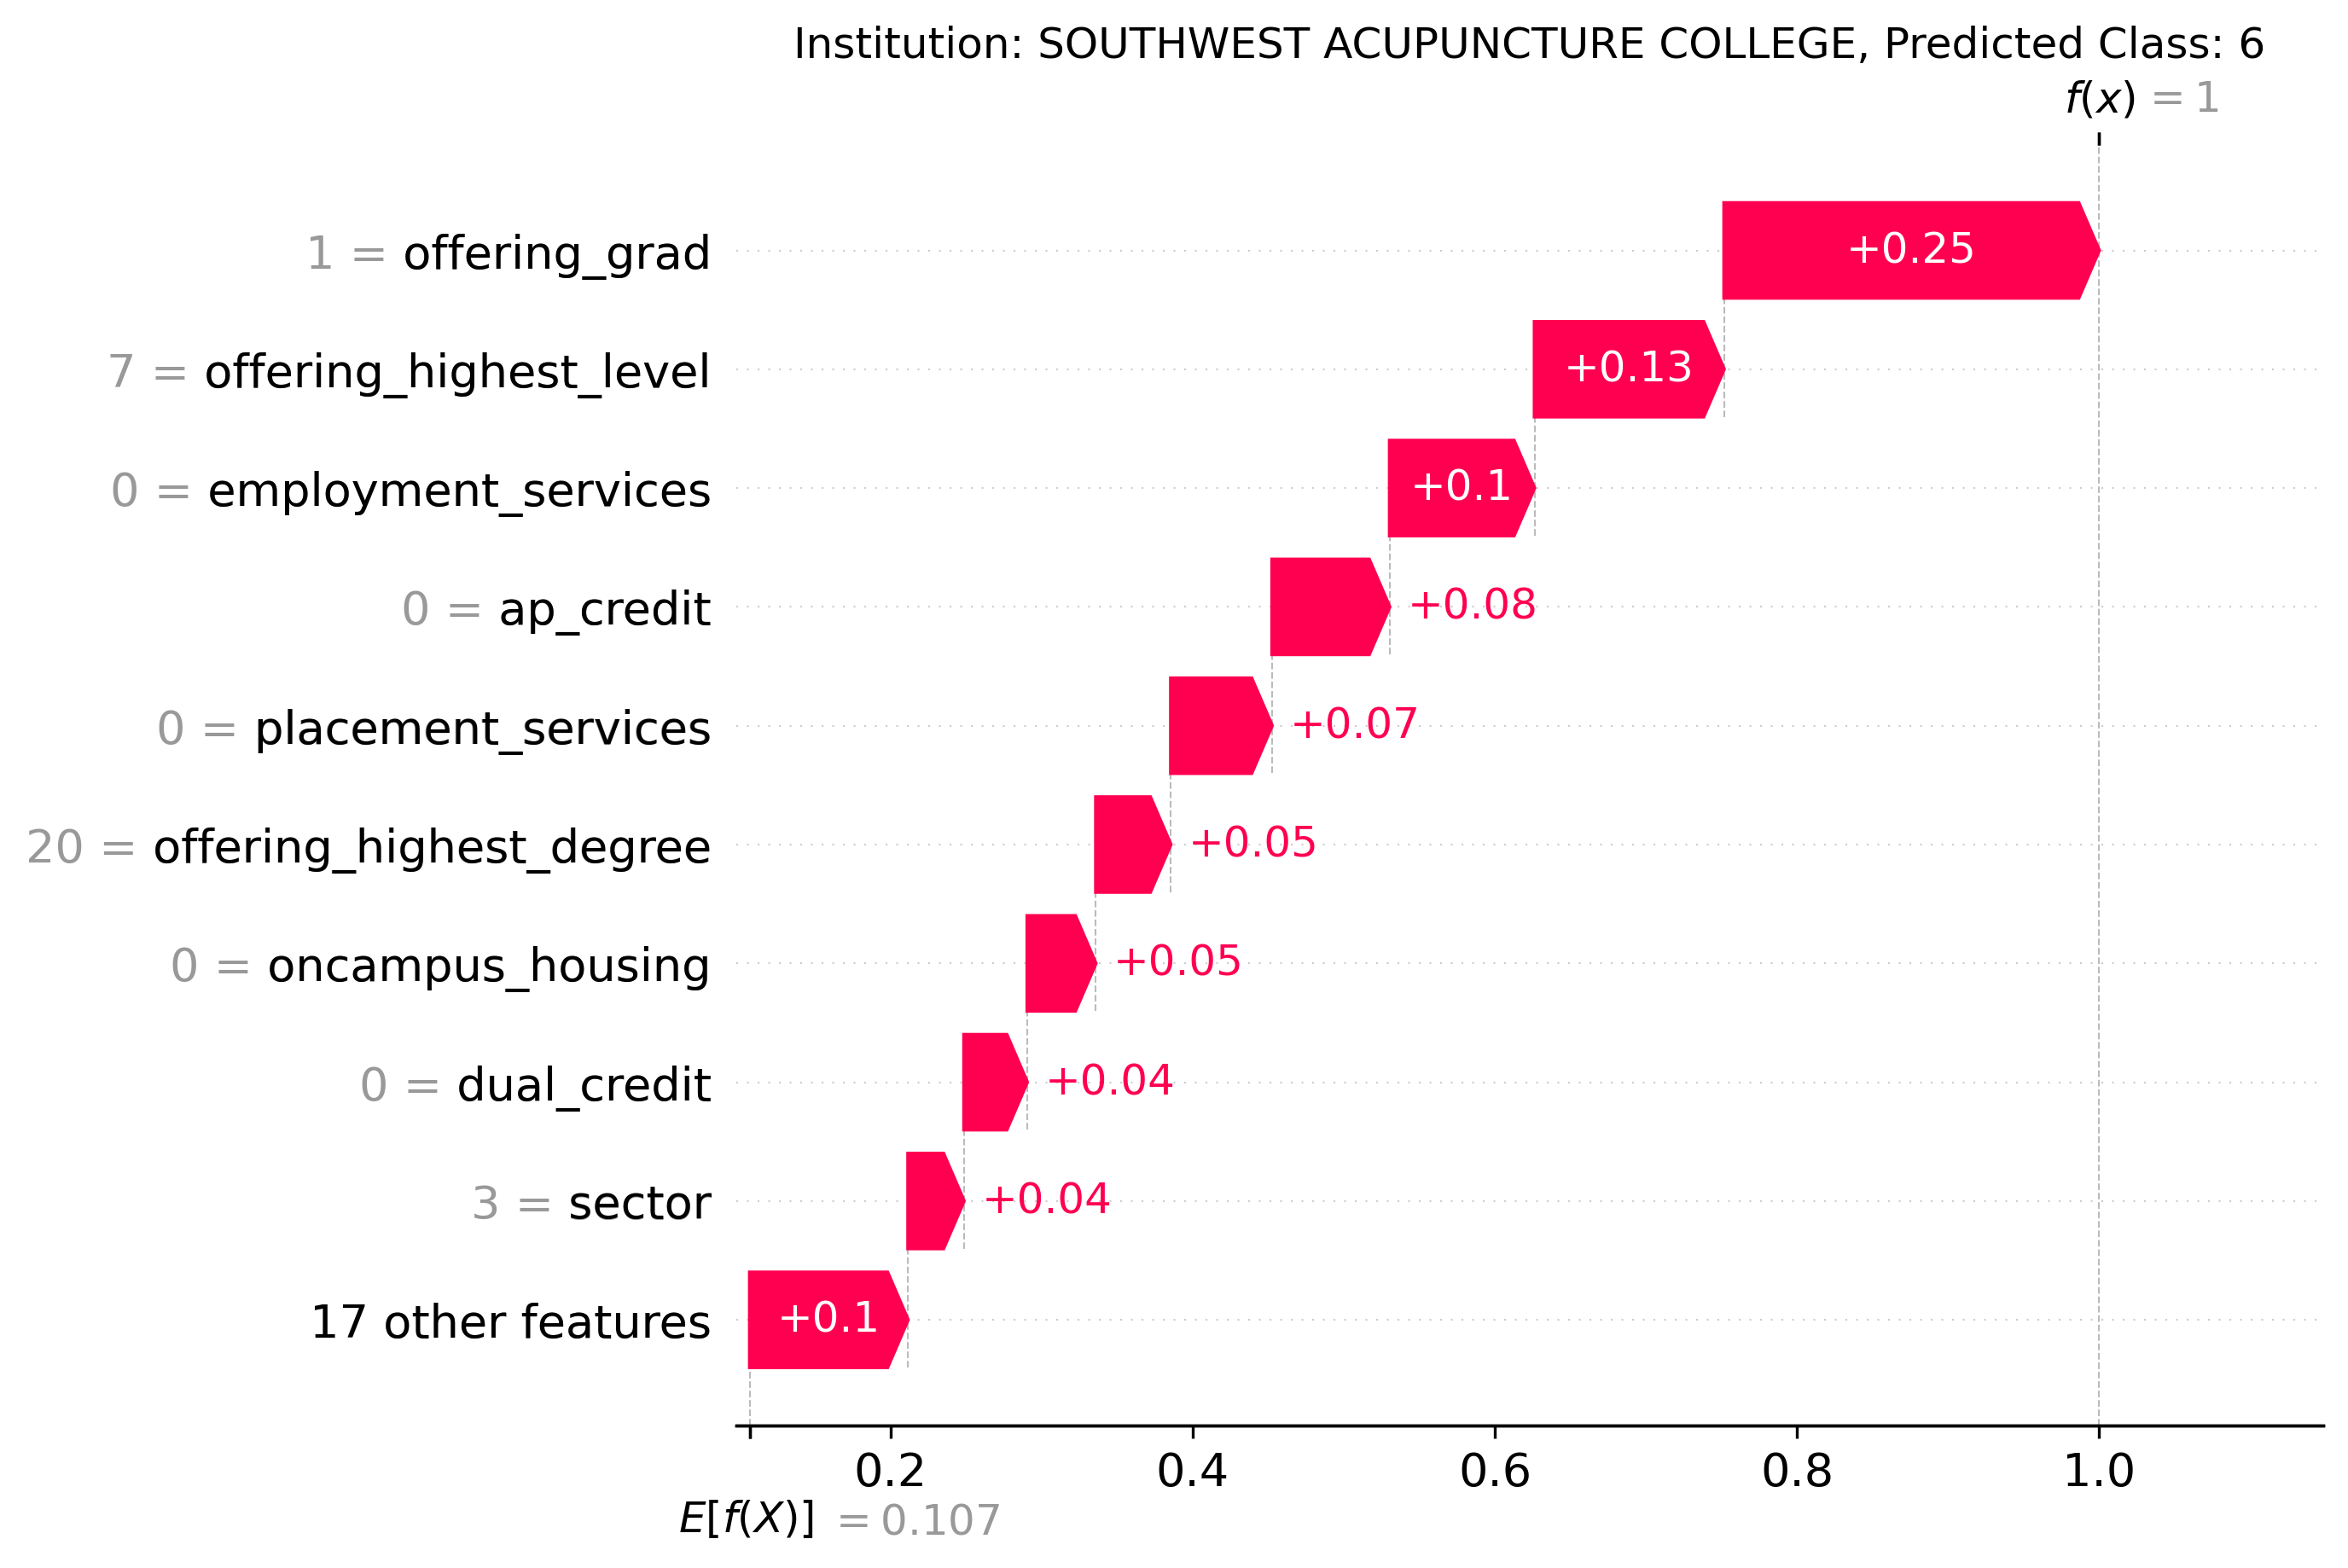 Institution: SOUTHWEST ACUPUNCTURE COLLEGE, Predicted Class: 6
f(x) = 1
1 = offering_grad +0.25
7 = offering_highest_level +0.13
0 = employment_services +0.1
0 = ap_credit +0.08
0 = placement_services +0.07
20 = offering_highest_degree +0.05
0 = oncampus_housing +0.05
0 = dual_credit +0.04
3 = sector +0.04
17 other features +0.1
0.2 0.4 0.6 0.8 1.0
E[f(X)] = 0.107